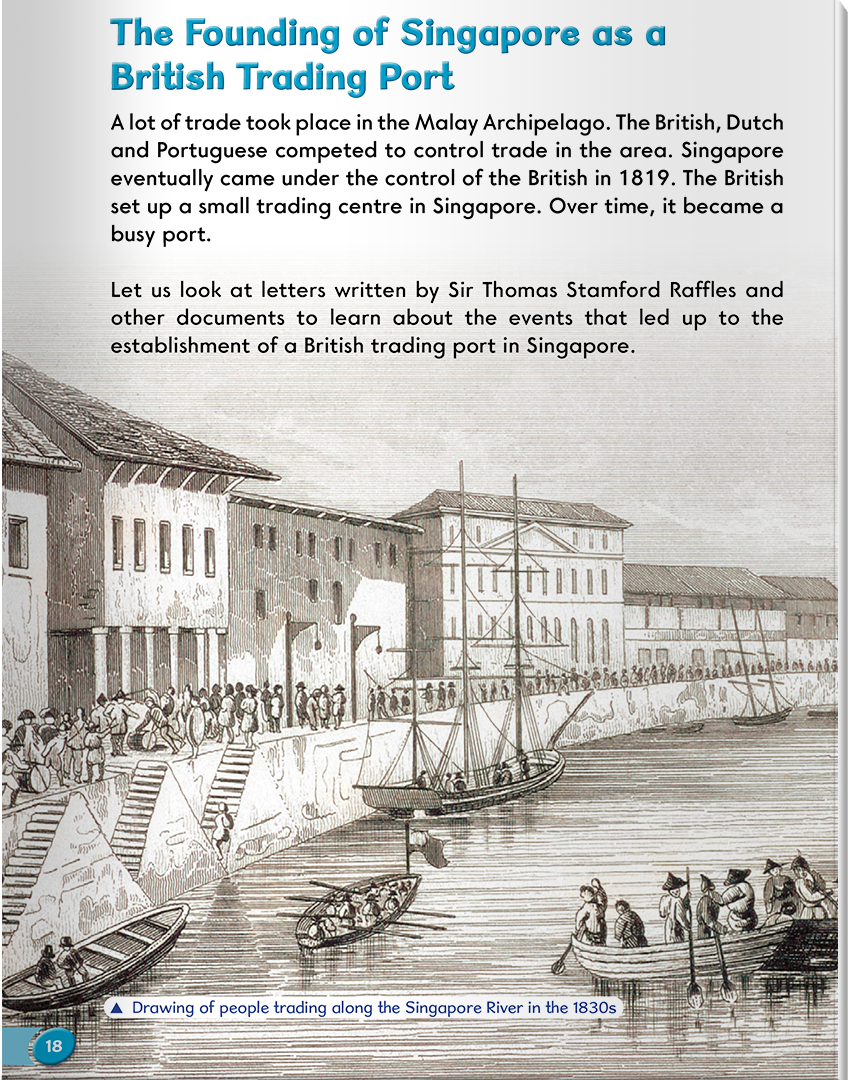 The Founding of Singapore as a
British Trading Port
A lot of trade took place in the Malay Archipelago. The British, Dutch
and Portuguese competed to control trade in the area. Singapore
eventually came under the control of the British in 1819. The British
set up a small trading centre in Singapore. Over time, it became a
busy port.
Let us look at letters written by Sir Thomas Stamford Raffles and
other documents to learn about the events that led up to the
establishment of a British trading port in Singapore.
▲ Drawing of people trading along the Singapore River in the 1830s
18